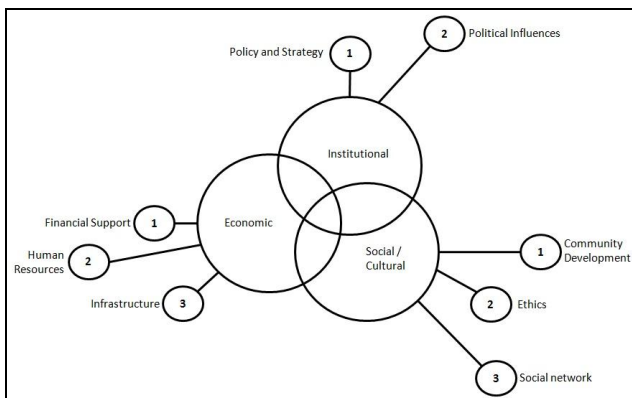 2
Political Influences
Policy and Strategy
1
Institutional
Financial Support
1
Economic
Human
Resources
2
Infrastructure
3
Social /
Cultural
1
Community
Development
2
Ethics
3
Social network